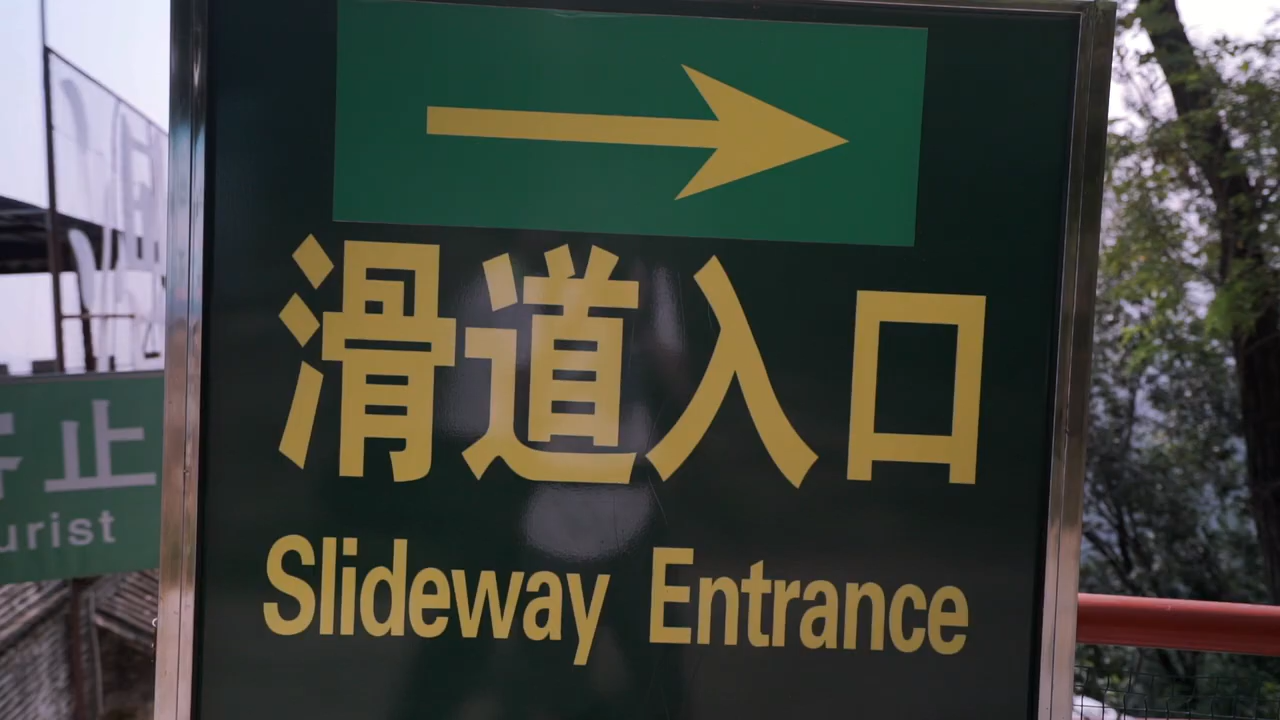 滑道入口
Slideway Entrance
止
urist